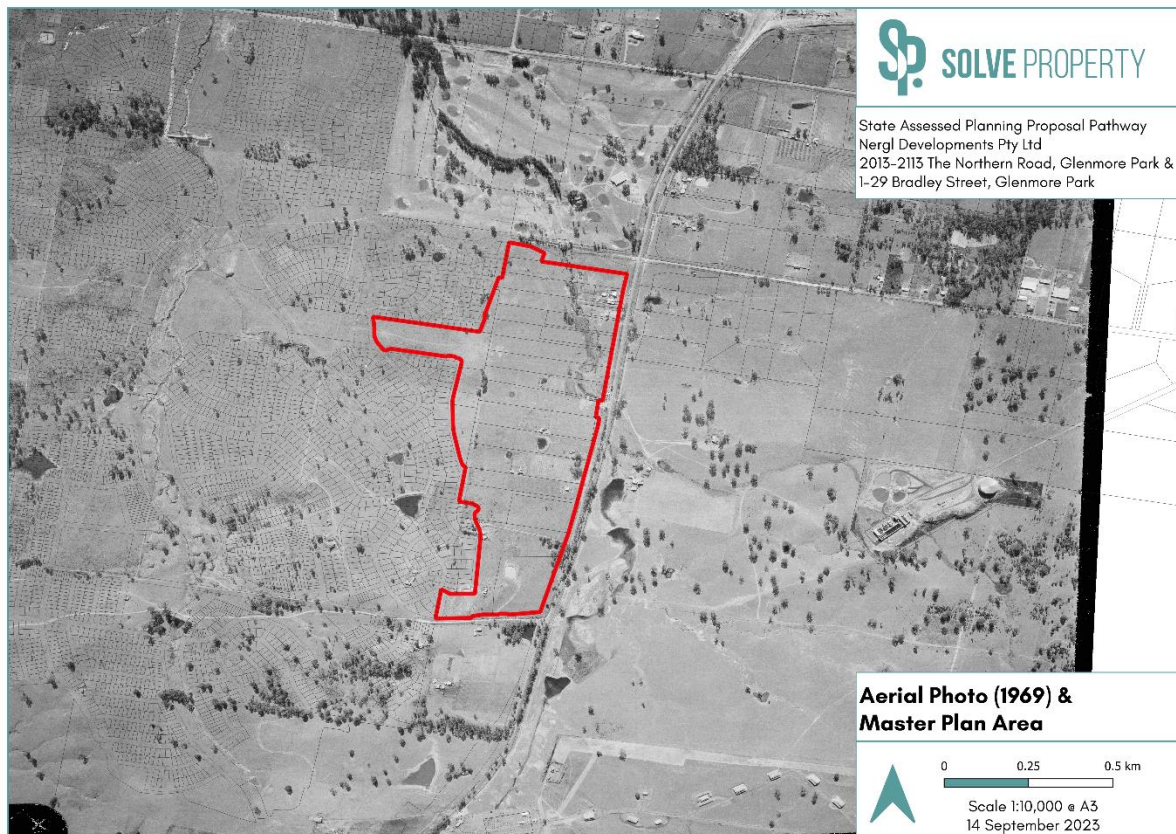 SP.
SOLVE PROPERTY
State Assessed Planning Proposal Pathway
Nergl Developments Pty Ltd
2013-2113 The Northern Road, Glenmore Park &
1-29 Bradley Street, Glenmore Park
Aerial Photo (1969) &
Master Plan Area
0 0.25 0.5 km
Scale 1:10,000 @ A3
14 September 2023